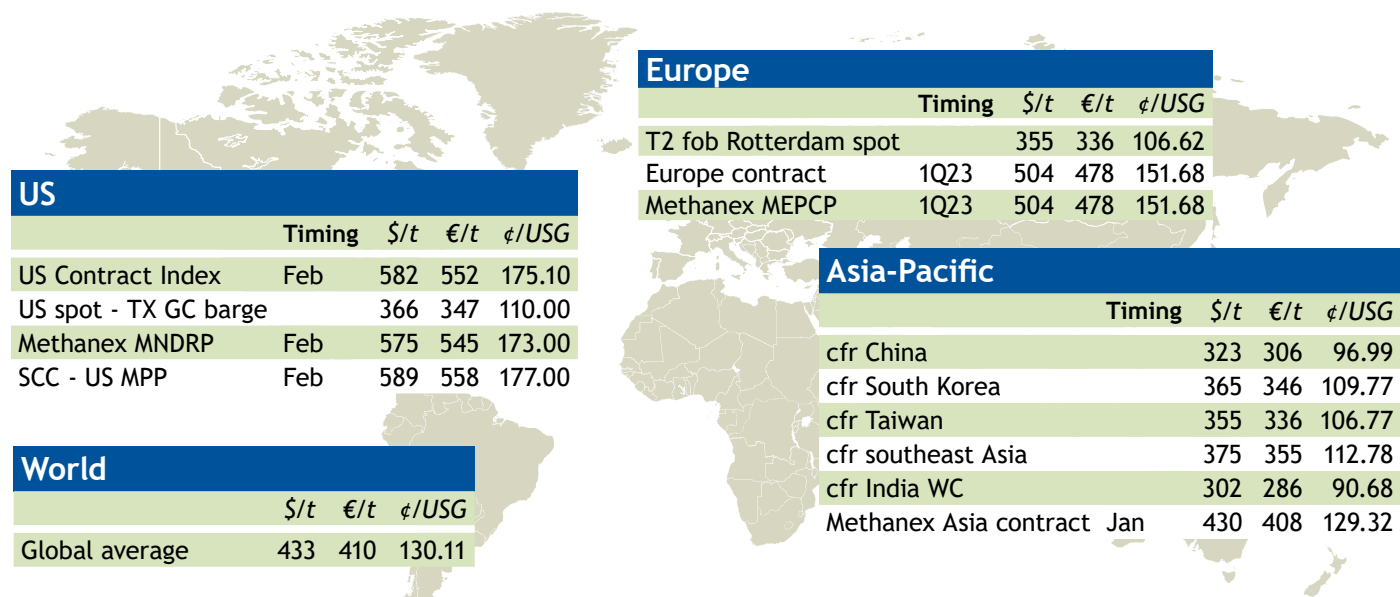 US
Timing $/t €/t ¢/USG
US Contract Index Feb 582 552 175.10
US spot - TX GC barge 366 347 110.00
Methanex MNDRP Feb 575 545 173.00
SCC - US MPP Feb 589 558 177.00
World
$/t €/t ¢/USG
Global average 433 410 130.11
Europe
Timing $/t €/t ¢/USG
T2 fob Rotterdam spot 355 336 106.62
Europe contract 1Q23 504 478 151.68
Methanex MEPCP 1Q23 504 478 151.68
Asia-Pacific
Timing $/t €/t ¢/USG
cfr China 323 306 96.99
cfr South Korea 365 346 109.77
cfr Taiwan 355 336 106.77
cfr southeast Asia 375 355 112.78
cfr India WC 302 286 90.68
Methanex Asia contract Jan 430 408 129.32